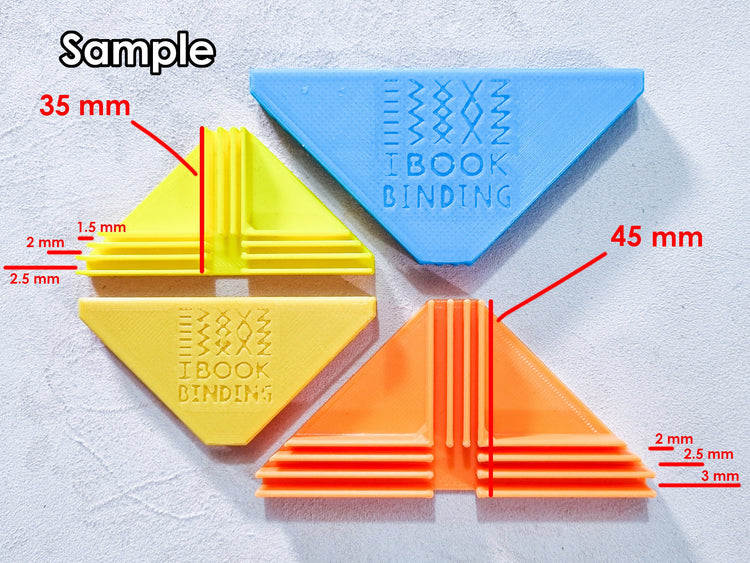 Sample
35 mm
1.5 mm
2 mm
2.5 mm
I BOOK
BINDING
I BOOK
BINDING
45 mm
2 mm
2.5 mm
3 mm